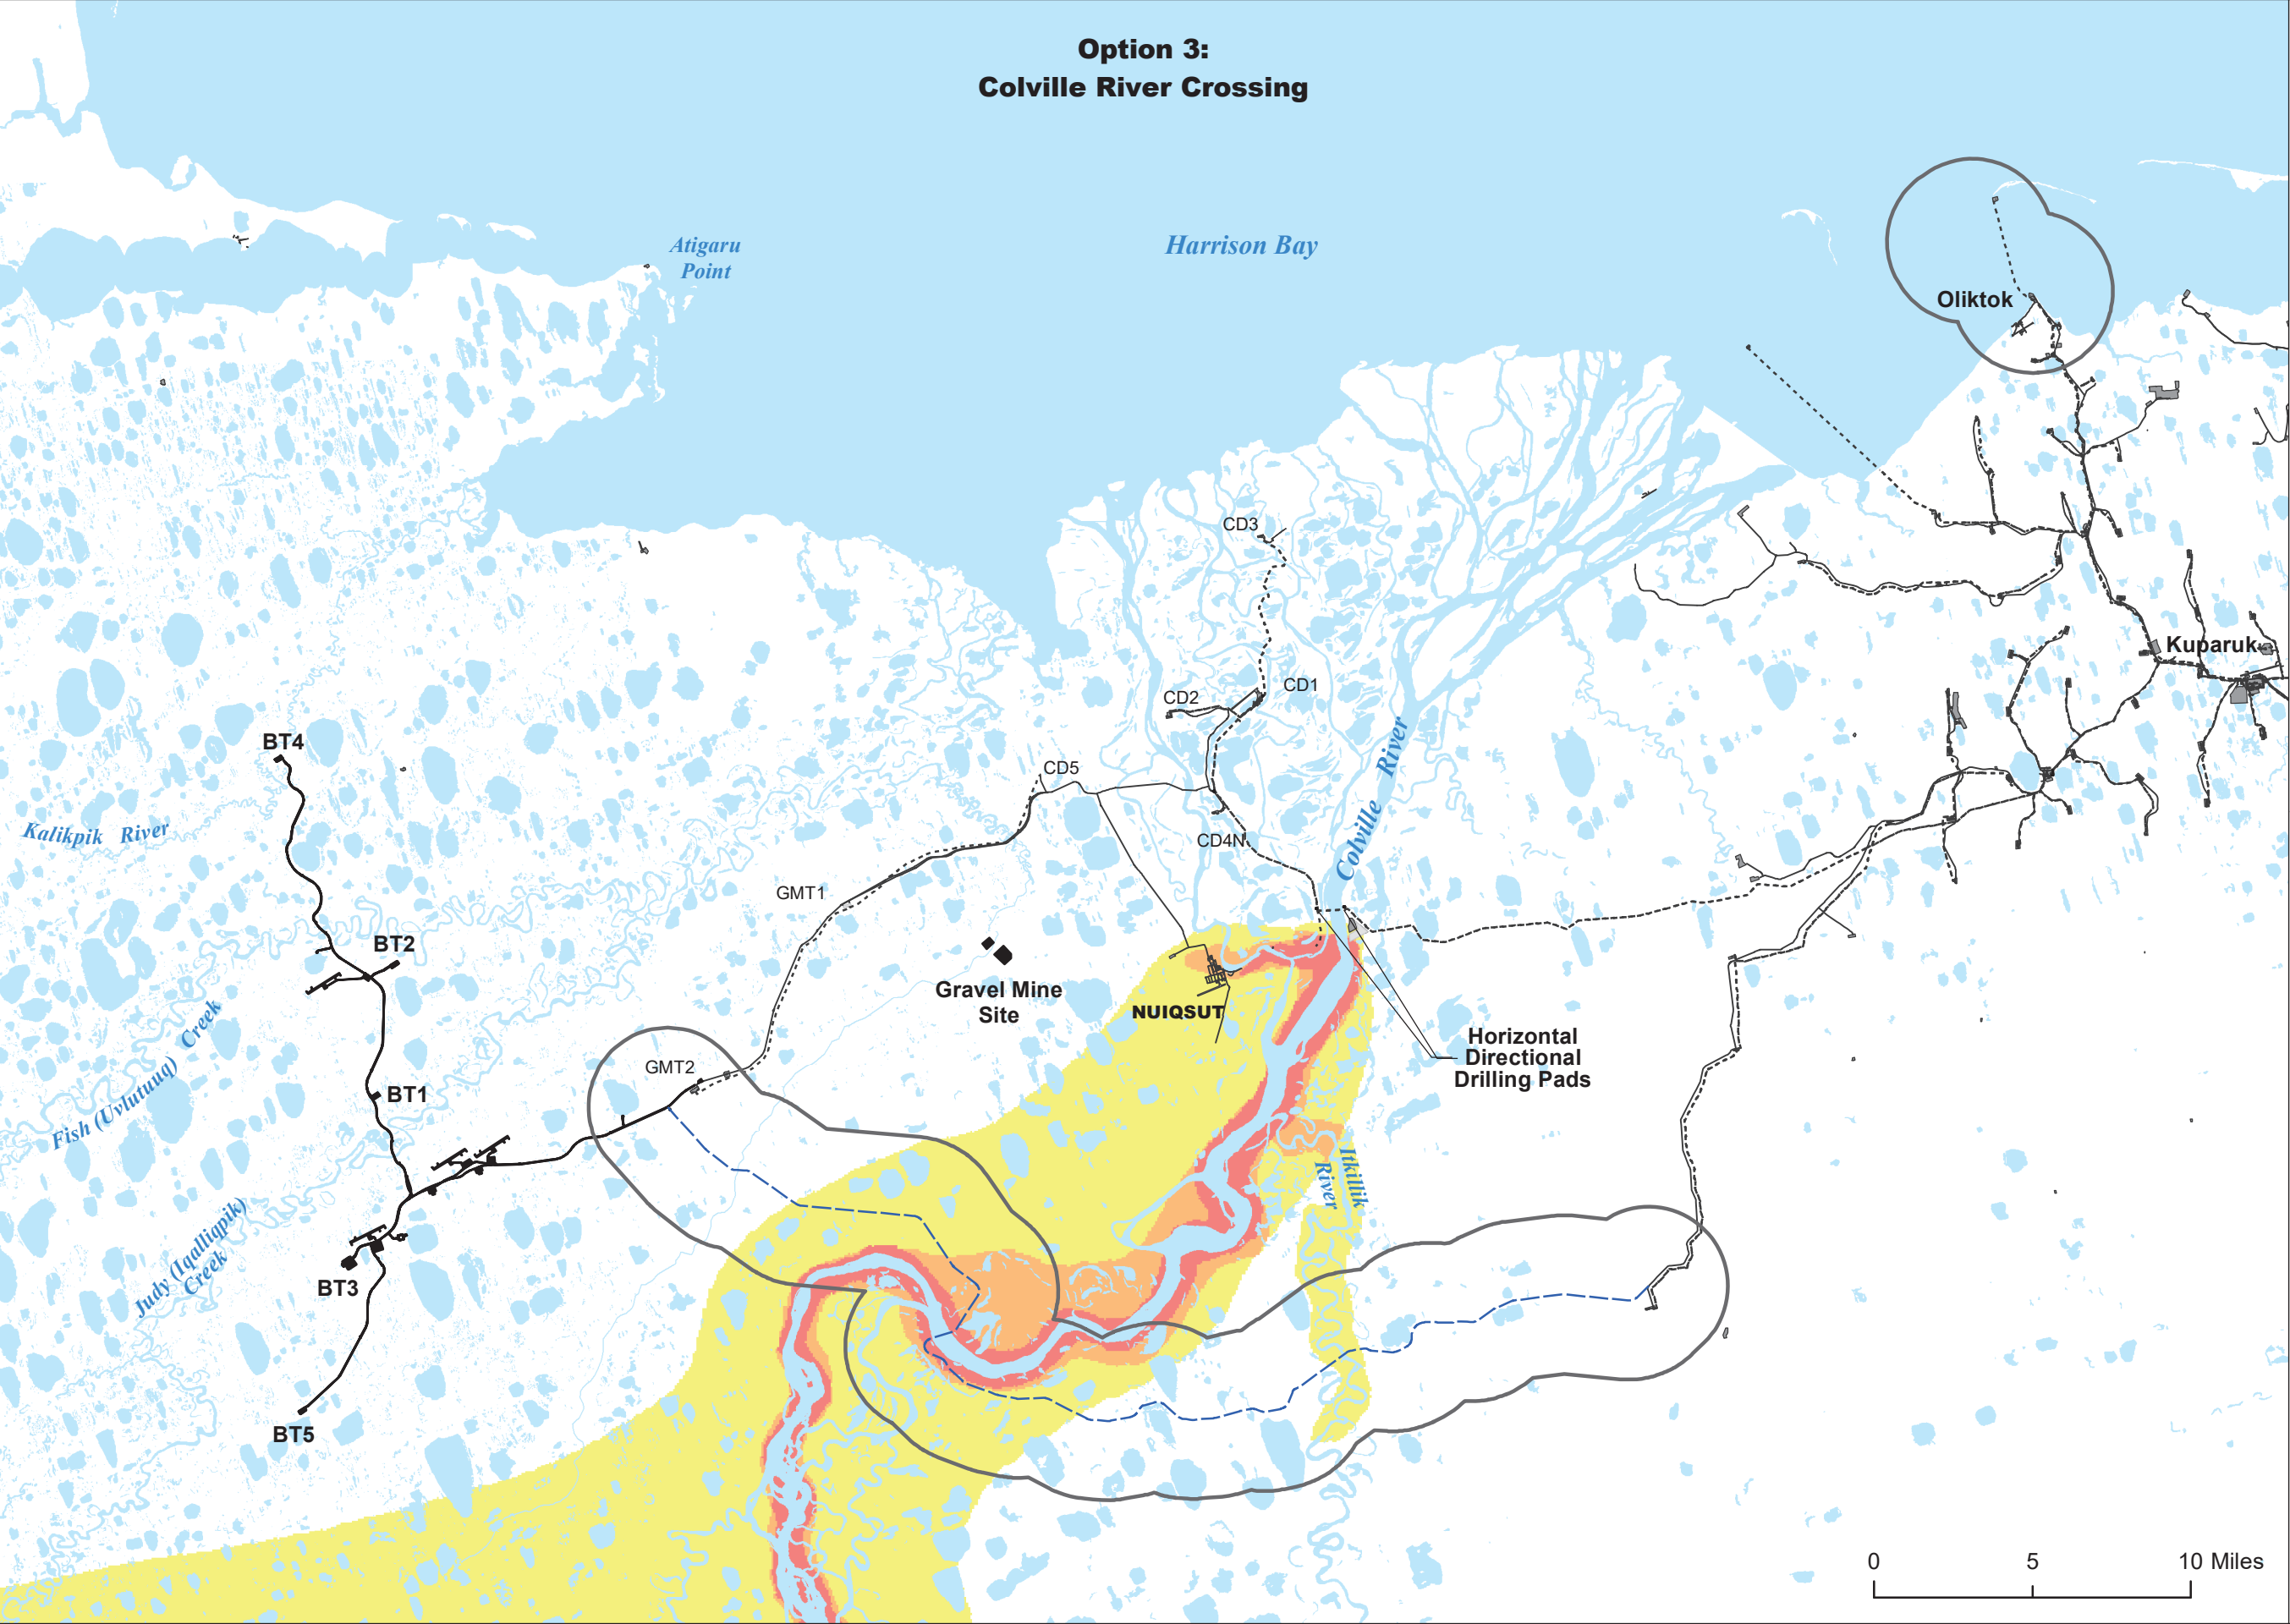 Option 3:
Colville River Crossing
Atigaru
Point
Harrison Bay
Oliktok
CD3
Kuparuk
CD1
CD2
Colville River
BT4
CD5
Kalikpik River
CD4N
GMT1
BT2
Gravel Mine
Site
NUIQSUT
Horizontal
Directional
Drilling Pads
Fish (Uvlutuuq) Creek
GMT2
BT1
Itkillik
River
Judy (Iqalliqpik)
Creek
BT3
BT5
0 5 10 Miles